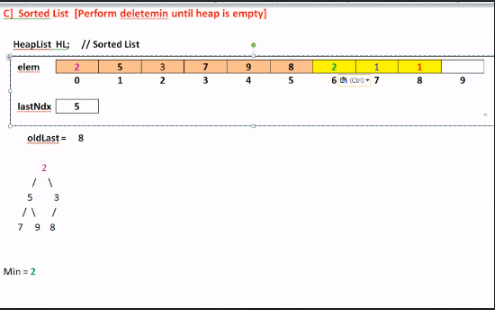 C] Sorted List [Perform deletemin until heap is empty]
HeapList HL; // Sorted List
elem 2 5 3 7 9 8 2 1 1
0 1 2 3 4 5 6 (Ctrl) 7 8 9
lastNdx 5
oldLast = 8
2
/ \
5 3
/ \ /
7 9 8
Min = 2